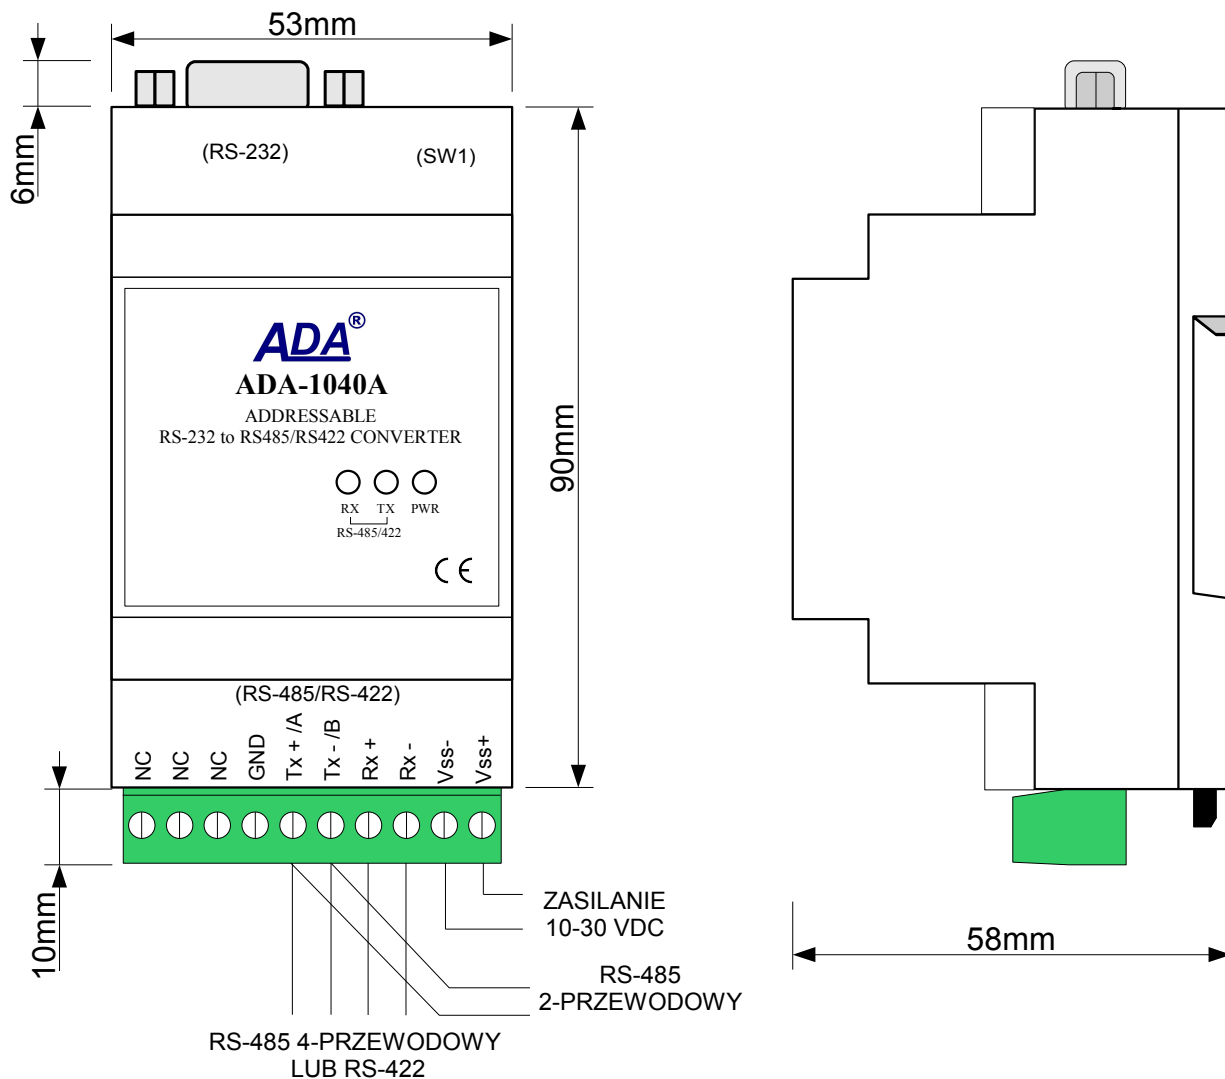 53mm
6mm
(RS-232)
(SW1)
ADA®
ADA-1040A
ADDRESSABLE
RS-232 to RS485/RS422 CONVERTER
RX TX PWR
RS-485/422
CE
90mm
(RS-485/RS-422)
NC
NC
NC
GND
Tx + /A
Tx - /B
Rx +
Rx -
Vss-
Vss+
10mm
ZASILANIE
10-30 VDC
RS-485
2-PRZEWODOWY
RS-485 4-PRZEWODOWY
LUB RS-422
58mm